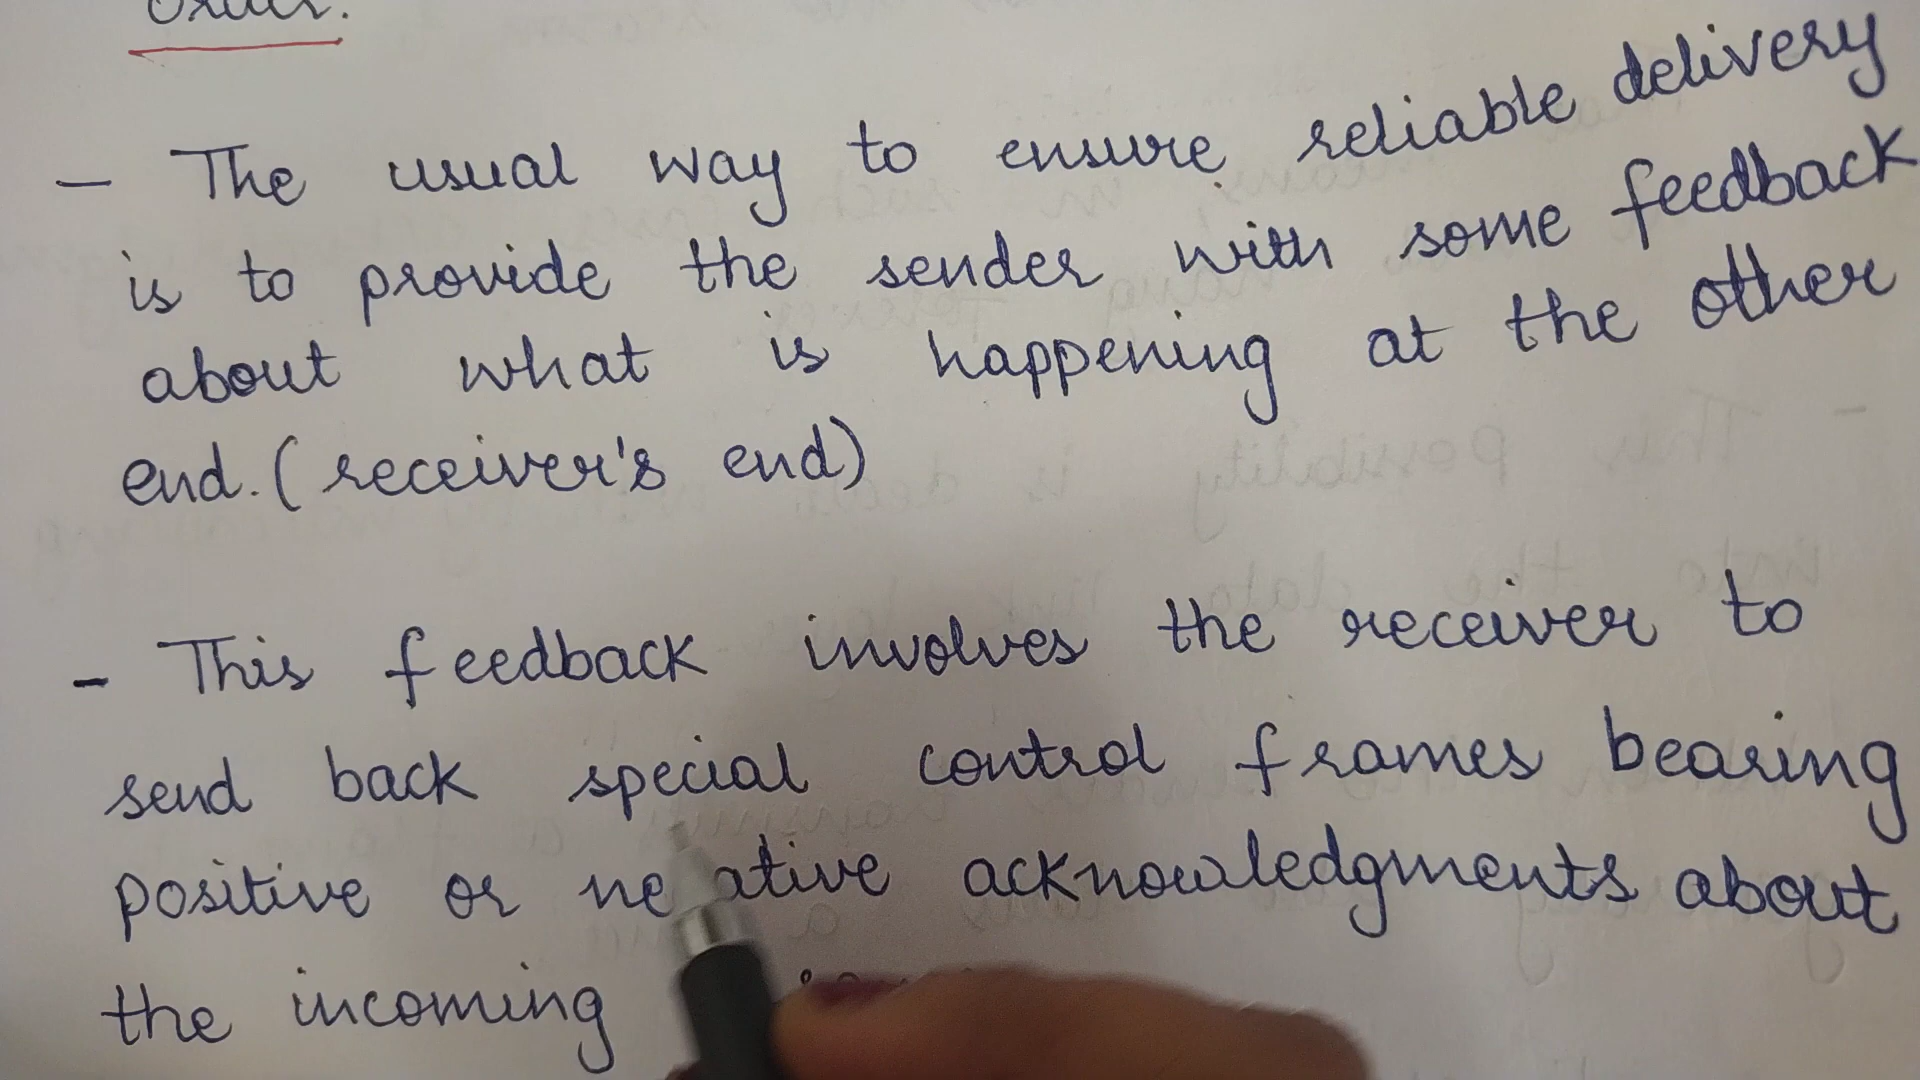 order.
- The usual way to ensure reliable delivery
is to provide the sender with some feedback
about what is happening at the other
end. (receiver's end)
- This feedback involves the receiver to
send back special control frames bearing
positive or negative acknowledgments about
the incoming